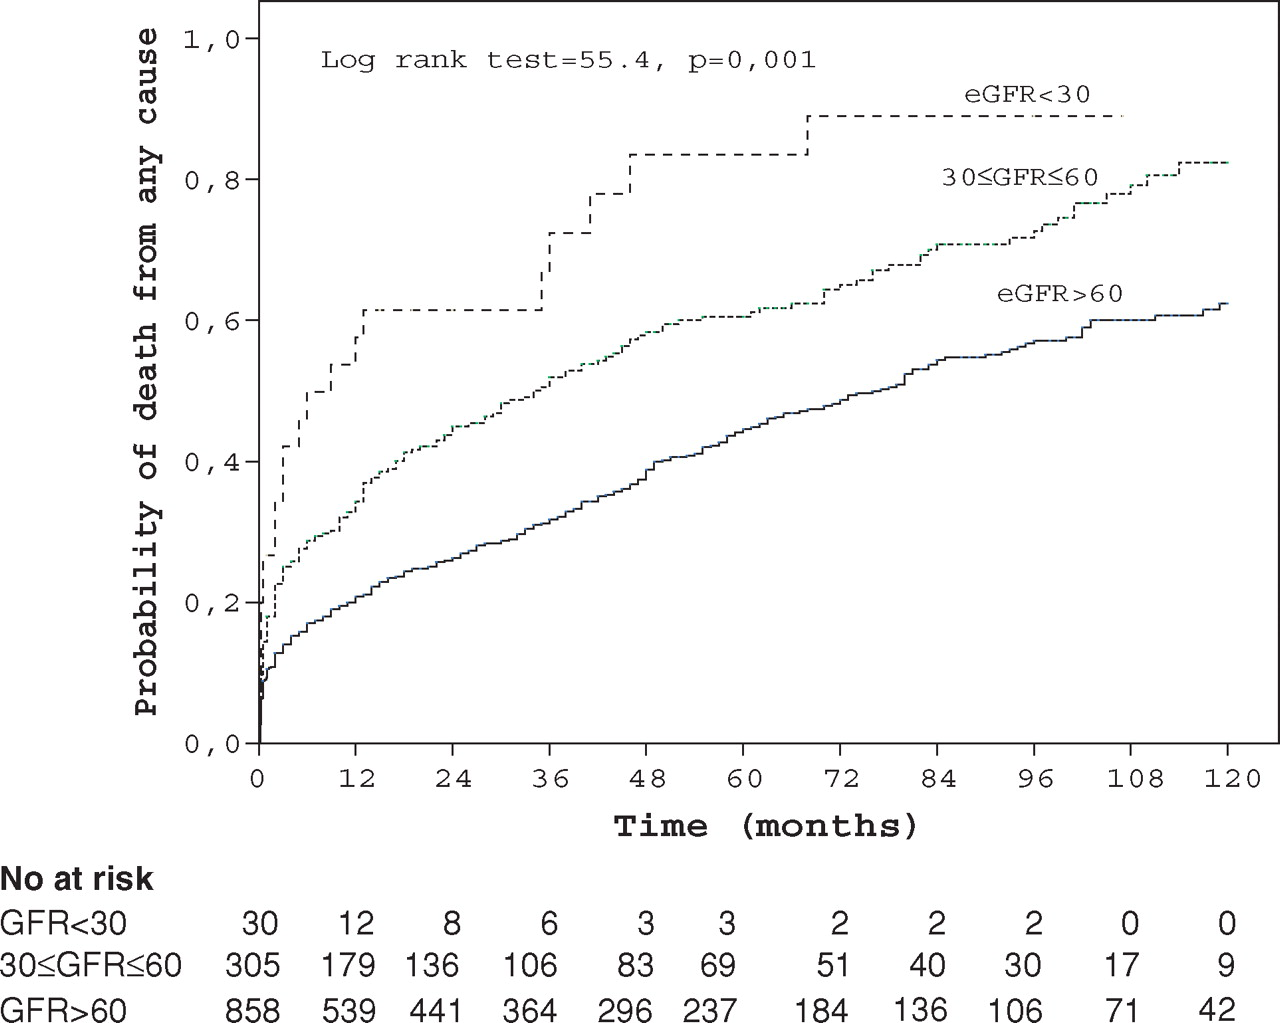 Probability of death from any cause
1,0
0,8
0,6
0,4
0,2
0,0
Log rank test=55.4, p=0,001
eGFR<30
30≤GFR≤60
eGFR>60
0 12 24 36 48 60 72 84 96 108 120
Time (months)
No at risk
GFR<30 30 12 8 6 3 3 2 2 2 0 0
30≤GFR≤60 305 179 136 106 83 69 51 40 30 17 9
GFR>60 858 539 441 364 296 237 184 136 106 71 42